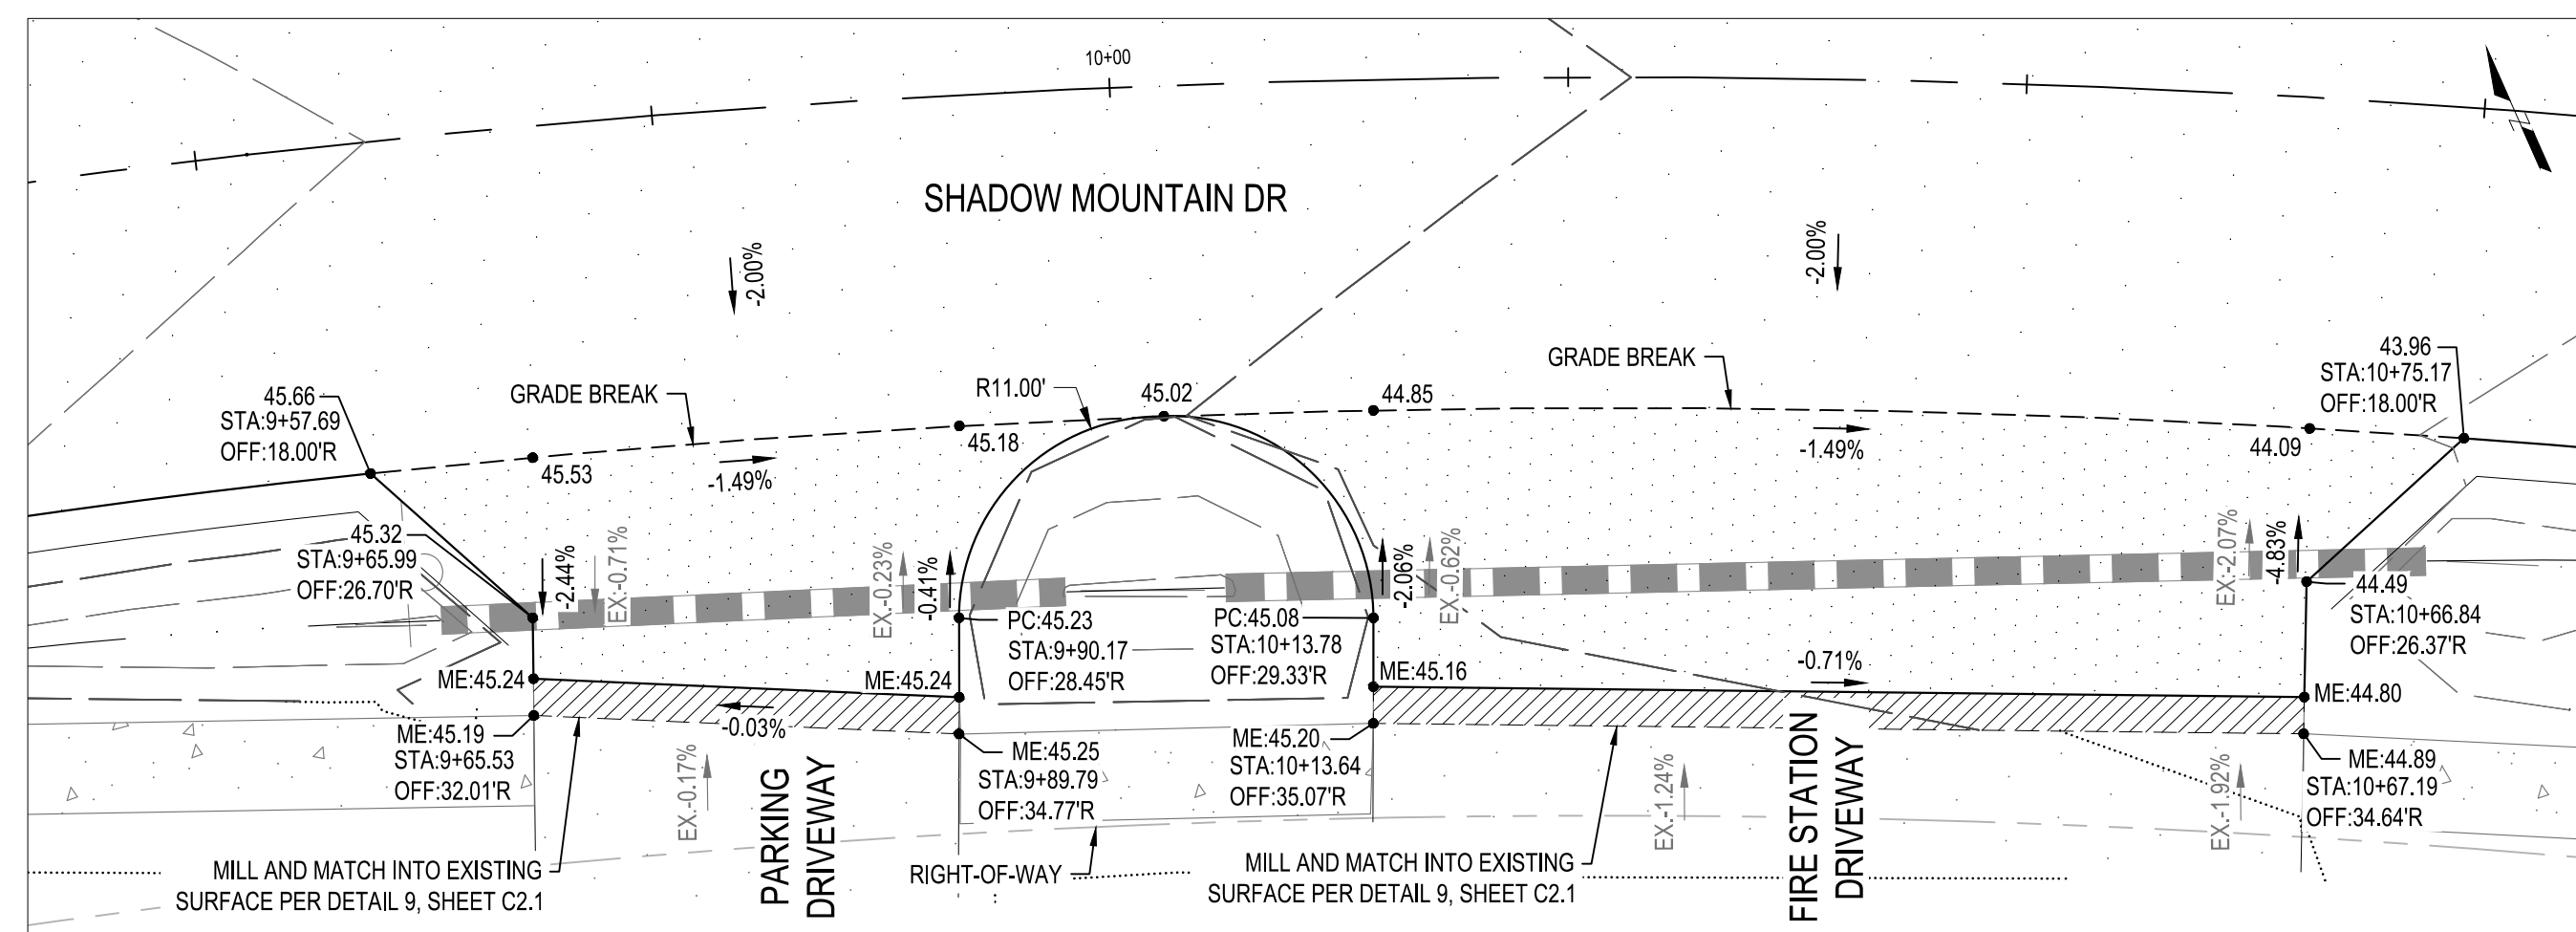 10+00
SHADOW MOUNTAIN DR
-2.00%
-2.00%
45.66
STA:9+57.69
OFF:18.00'R
GRADE BREAK
45.53
-1.49%
R11.00'
45.18
45.02
44.85
GRADE BREAK
-1.49%
44.09
43.96
STA:10+75.17
OFF:18.00'R
45.32
STA:9+65.99
OFF:26.70'R
-2.44%
EX:-0.71%
EX.-0.23%
-0.41%
PC:45.23
STA:9+90.17
OFF:28.45'R
PC:45.08
STA:10+13.78
OFF:29.33'R
-2.06%
EX.-0.62%
EX:-2.07%
-4.83%
44.49
STA:10+66.84
OFF:26.37'R
ME:45.24
ME:45.24
ME:45.16
-0.71%
ME:44.80
ME:45.19
STA:9+65.53
OFF:32.01'R
-0.03%
EX.-0.17%
ME:45.25
STA:9+89.79
OFF:34.77'R
ME:45.20
STA:10+13.64
OFF:35.07'R
EX.-1.24%
EX.-1.92%
ME:44.89
STA:10+67.19
OFF:34.64'R
MILL AND MATCH INTO EXISTING
SURFACE PER DETAIL 9, SHEET C2.1
PARKING
DRIVEWAY
RIGHT-OF-WAY
MILL AND MATCH INTO EXISTING
SURFACE PER DETAIL 9, SHEET C2.1
FIRE STATION
DRIVEWAY